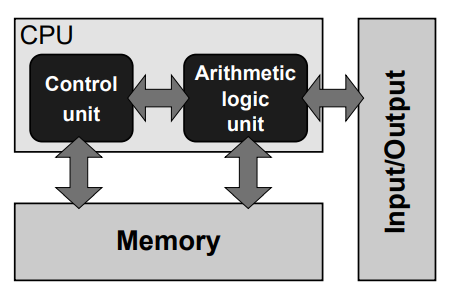 CPU
Control
unit
Arithmetic
logic
unit
Input/Output
Memory